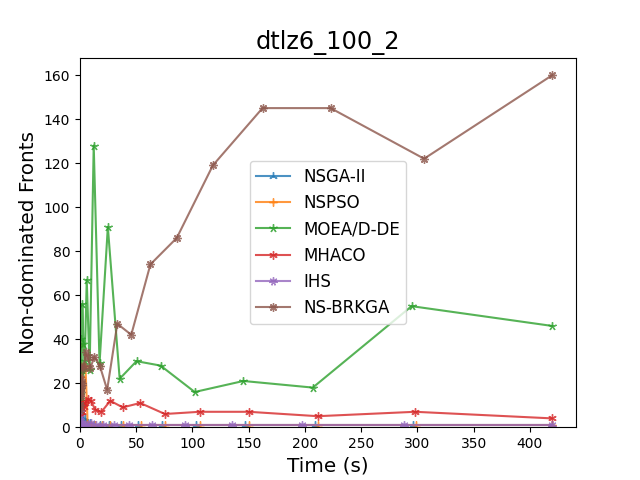 dtlz6_100_2
Non-dominated Fronts
160
140
120
100
80
60
40
20
0
NSGA-II
NSPSO
MOEA/D-DE
MHACO
IHS
NS-BRKGA
0 50 100 150 200 250 300 350 400
Time (s)